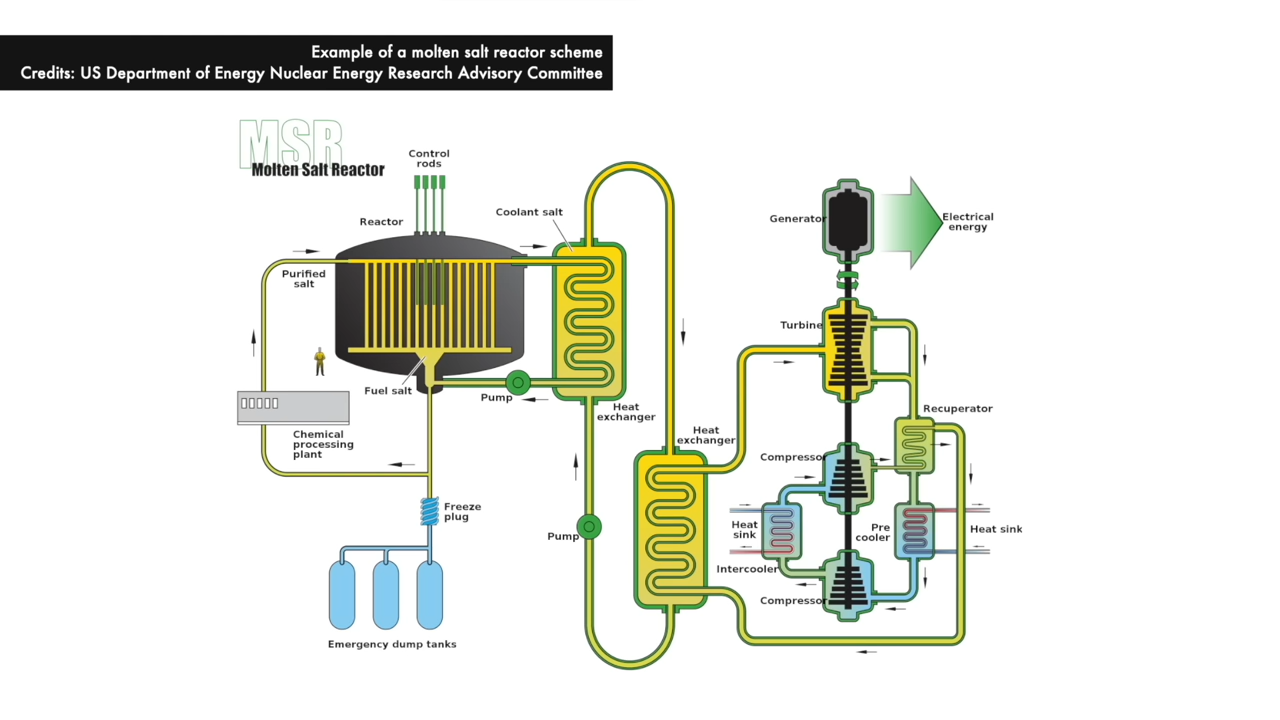 Example of a molten salt reactor scheme
Credits: US Department of Energy Nuclear Energy Research Advisory Committee
MSR
Molten Salt Reactor
Control
rods
Reactor
Coolant salt
Purified
salt
Fuel salt
Pump
Heat
exchanger
Chemical
processing
plant
Freeze
plug
Emergency dump tanks
Pump
Heat
exchanger
Generator
Electrical
energy
Turbine
Recuperator
Compressor
Heat
sink
Pre
cooler
Heat sink
Intercooler
Compressor